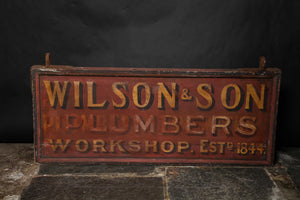 WILSON & SON
PLUMBERS
WORKSHOP. ESTD 1844.